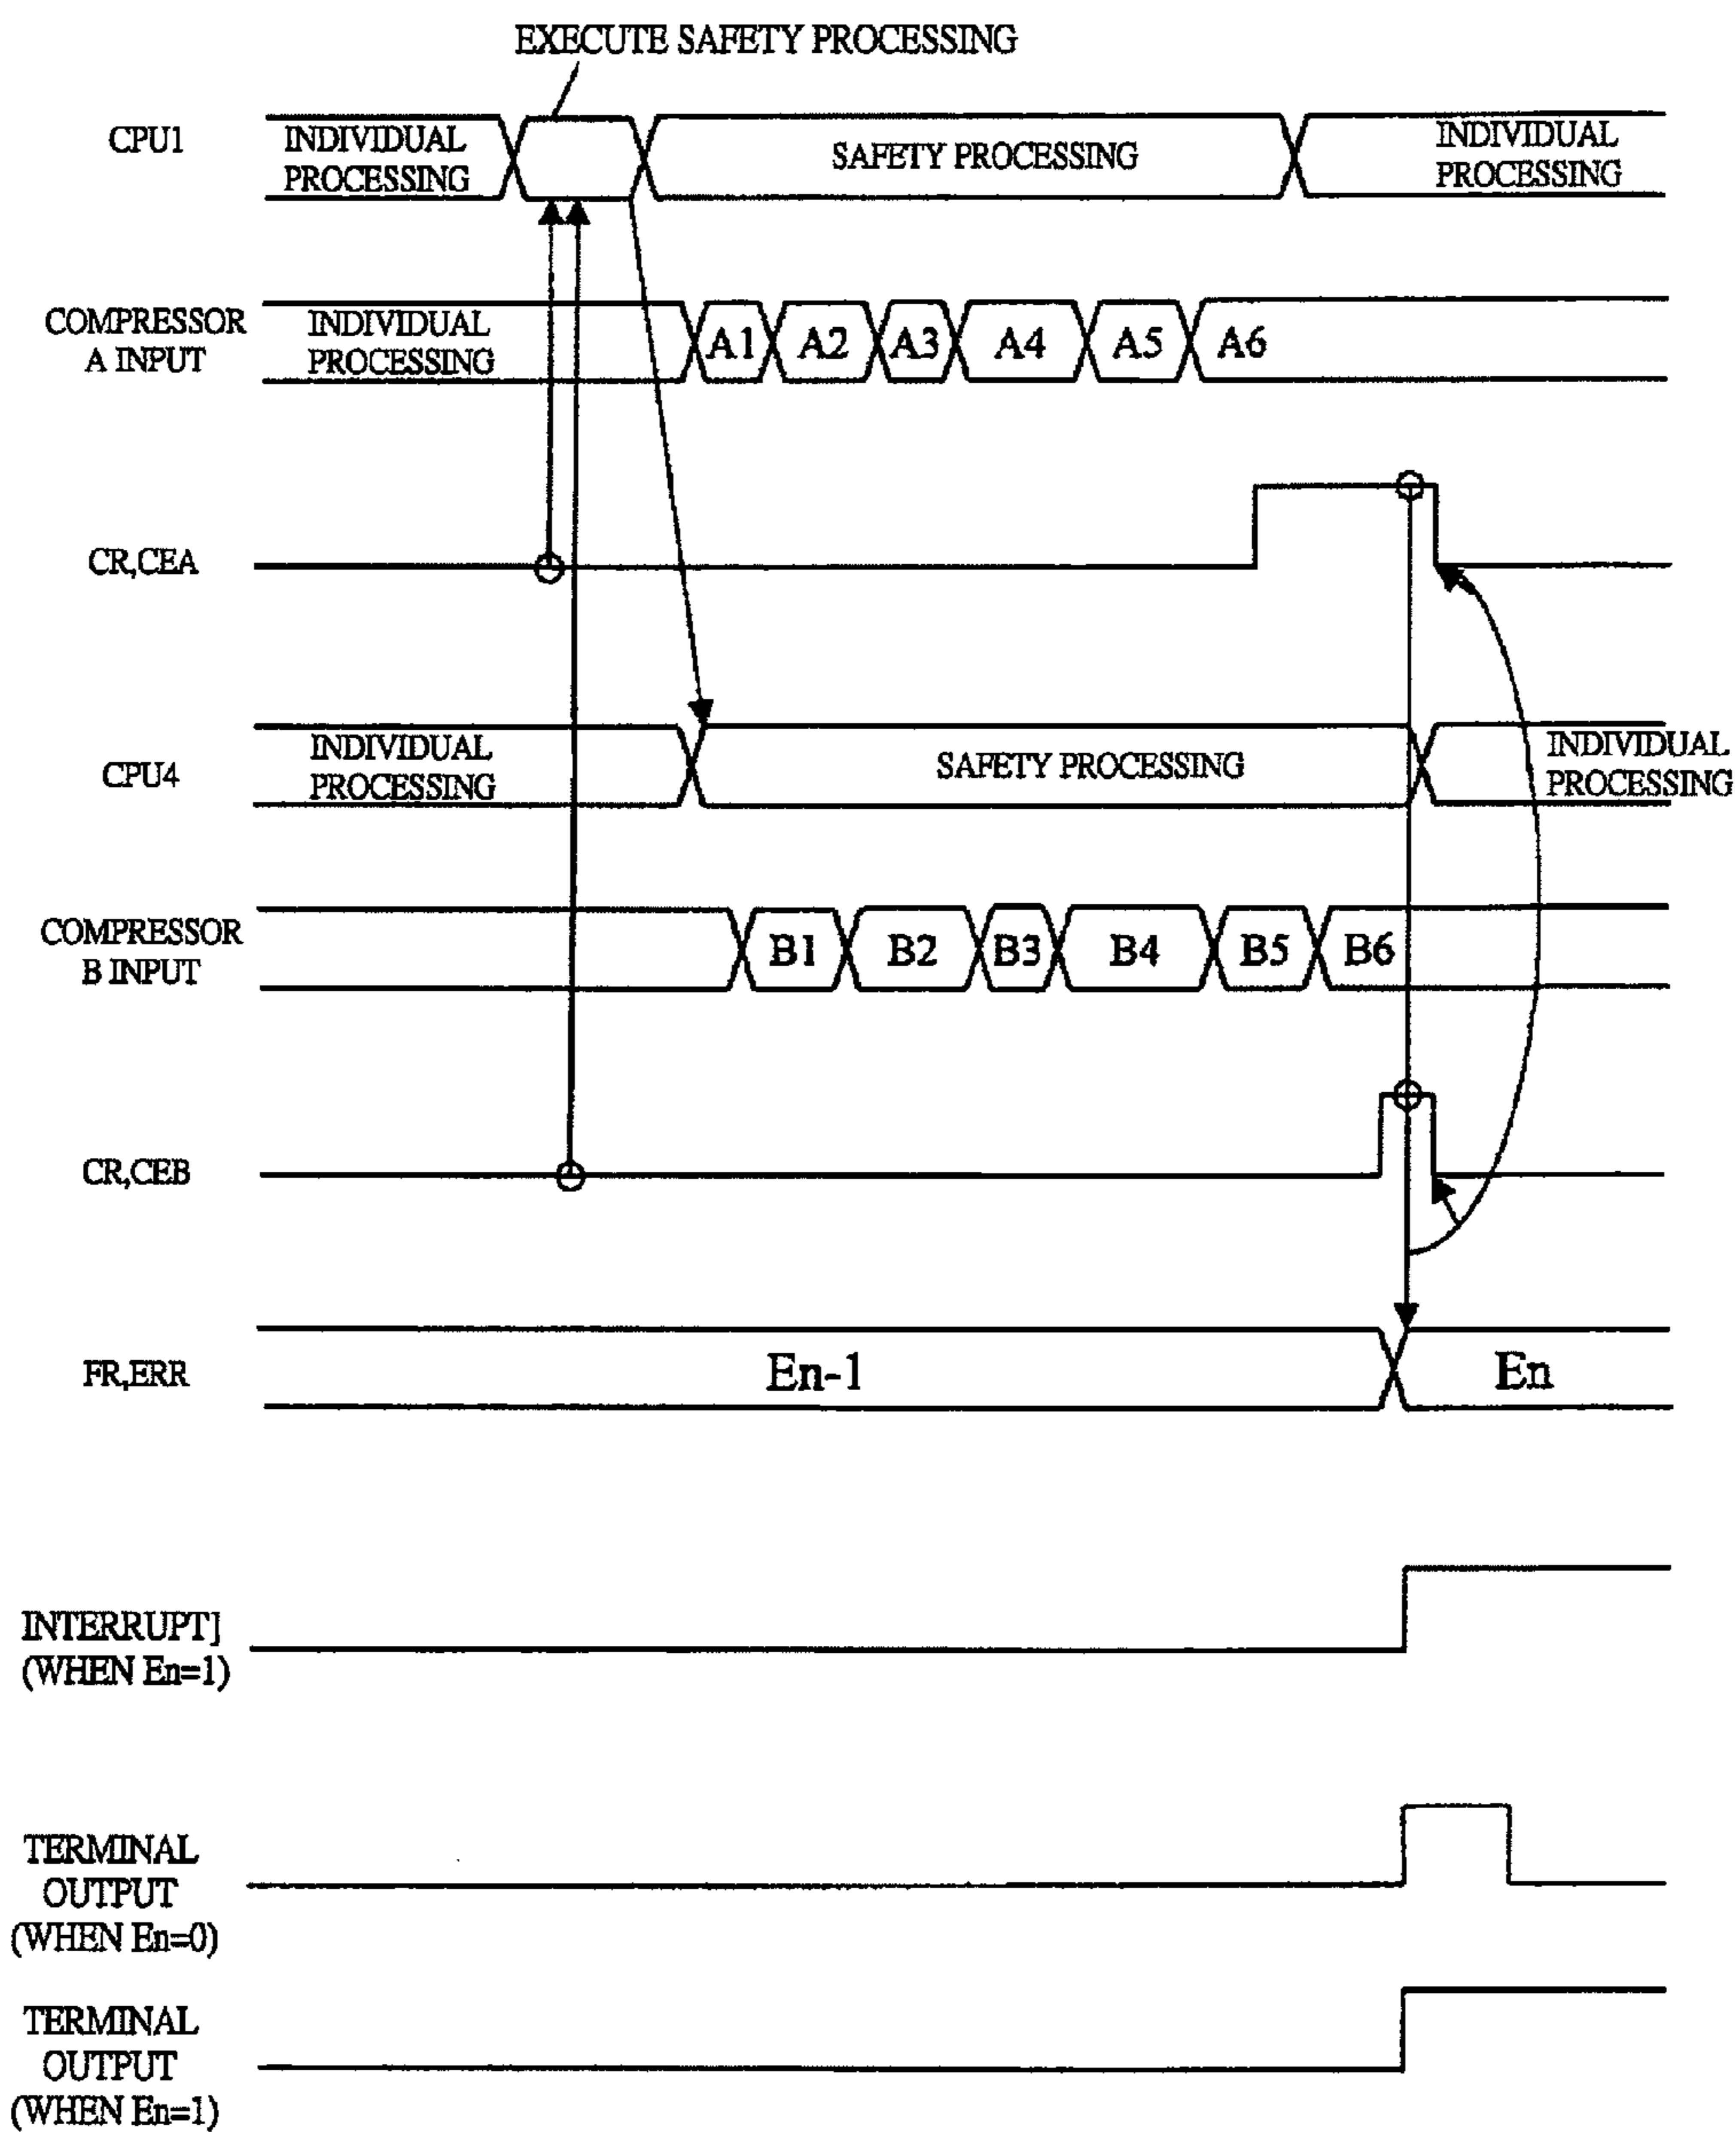 EXECUTE SAFETY PROCESSING
CPU1
INDIVIDUAL
PROCESSING
SAFETY PROCESSING
INDIVIDUAL
PROCESSING
COMPRESSOR
A INPUT
INDIVIDUAL
PROCESSING
A1 A2 A3 A4 A5 A6
CR,CEA
CPU4
INDIVIDUAL
PROCESSING
SAFETY PROCESSING
INDIVIDUAL
PROCESSING
COMPRESSOR
B INPUT
B1 B2 B3 B4 B5 B6
CR,CEB
FR,ERR
En-1
En
INTERRUPT]
(WHEN En=1)
TERMINAL
OUTPUT
(WHEN En=0)
TERMINAL
OUTPUT
(WHEN En=1)